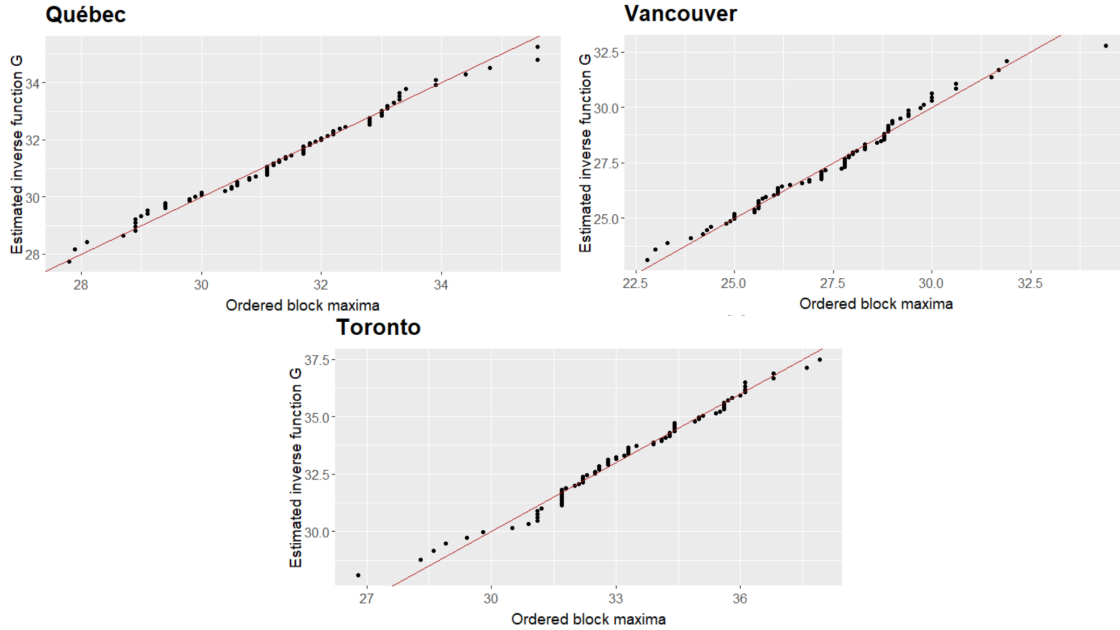 Québec
Estimated inverse function G
34
32
30
28
28 30 32 34
Ordered block maxima
Vancouver
Estimated inverse function G
32.5
30.0
27.5
25.0
22.5 25.0 27.5 30.0 32.5
Ordered block maxima
Toronto
Estimated inverse function G
37.5
35.0
32.5
30.0
27 30 33 36
Ordered block maxima